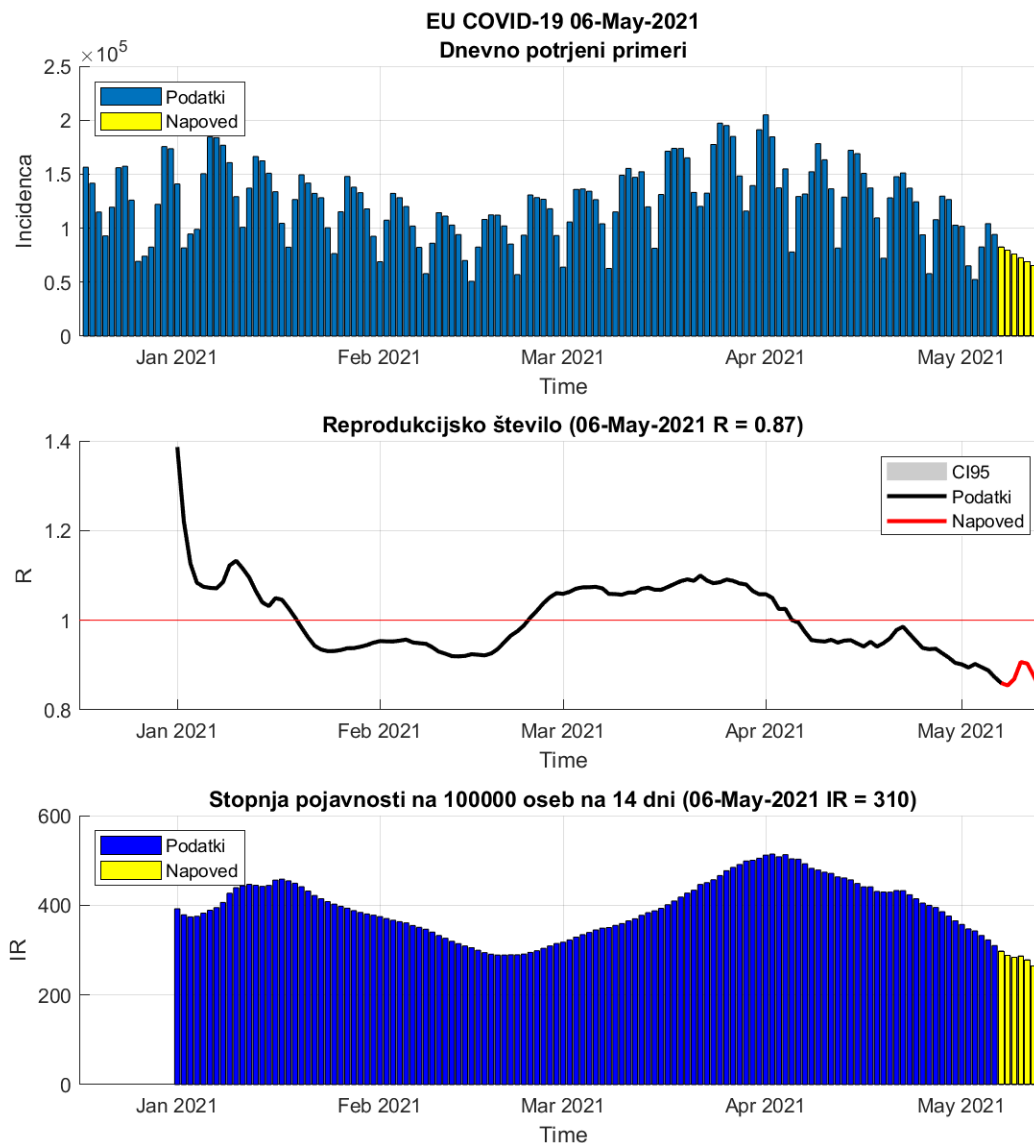 EU COVID-19 06-May-2021
Dnevno potrjeni primeri
×10^5
2.5
2
1.5
1
0.5
0
Incidenca
Podatki
Napoved
Jan 2021 Feb 2021 Mar 2021 Apr 2021 May 2021
Time
Reprodukcijsko število (06-May-2021 R = 0.87)
1.4
1.2
1
0.8
R
CI95
Podatki
Napoved
Jan 2021 Feb 2021 Mar 2021 Apr 2021 May 2021
Time
Stopnja pojavnosti na 100000 oseb na 14 dni (06-May-2021 IR = 310)
600
400
200
0
IR
Podatki
Napoved
Jan 2021 Feb 2021 Mar 2021 Apr 2021 May 2021
Time